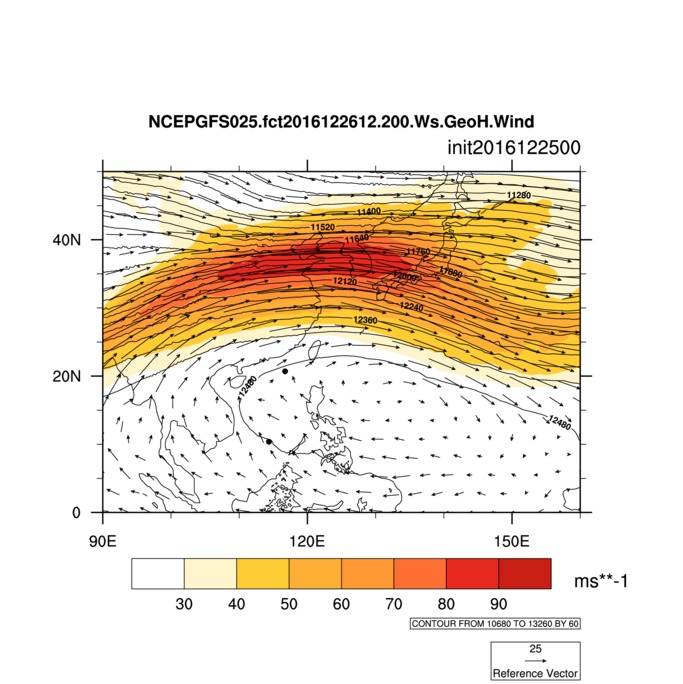 NCEPGFS025.fct2016122612.200.Ws.GeoH.Wind
init2016122500
11280
11400
11520
11640
11760
11880
12000
12120
12240
12360
12480
12480
40N
20N
0
90E 120E 150E
30 40 50 60 70 80 90
ms**-1
CONTOUR FROM 10680 TO 13260 BY 60
25
Reference Vector